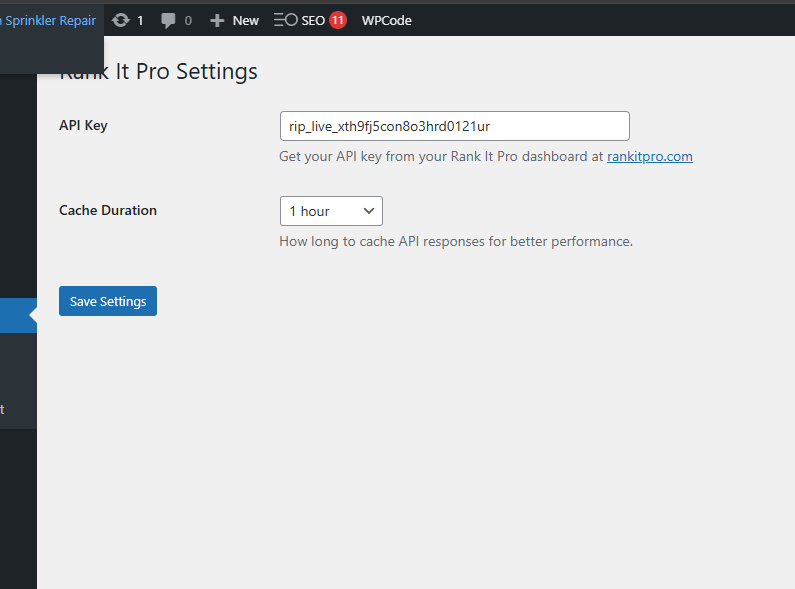 Sprinkler Repair 1 0 New SEO 11 WPCode
Rank It Pro Settings
API Key
rip_live_xth9fj5con8o3hrd0121ur
Get your API key from your Rank It Pro dashboard at rankitpro.com
Cache Duration
1 hour
How long to cache API responses for better performance.
Save Settings
t